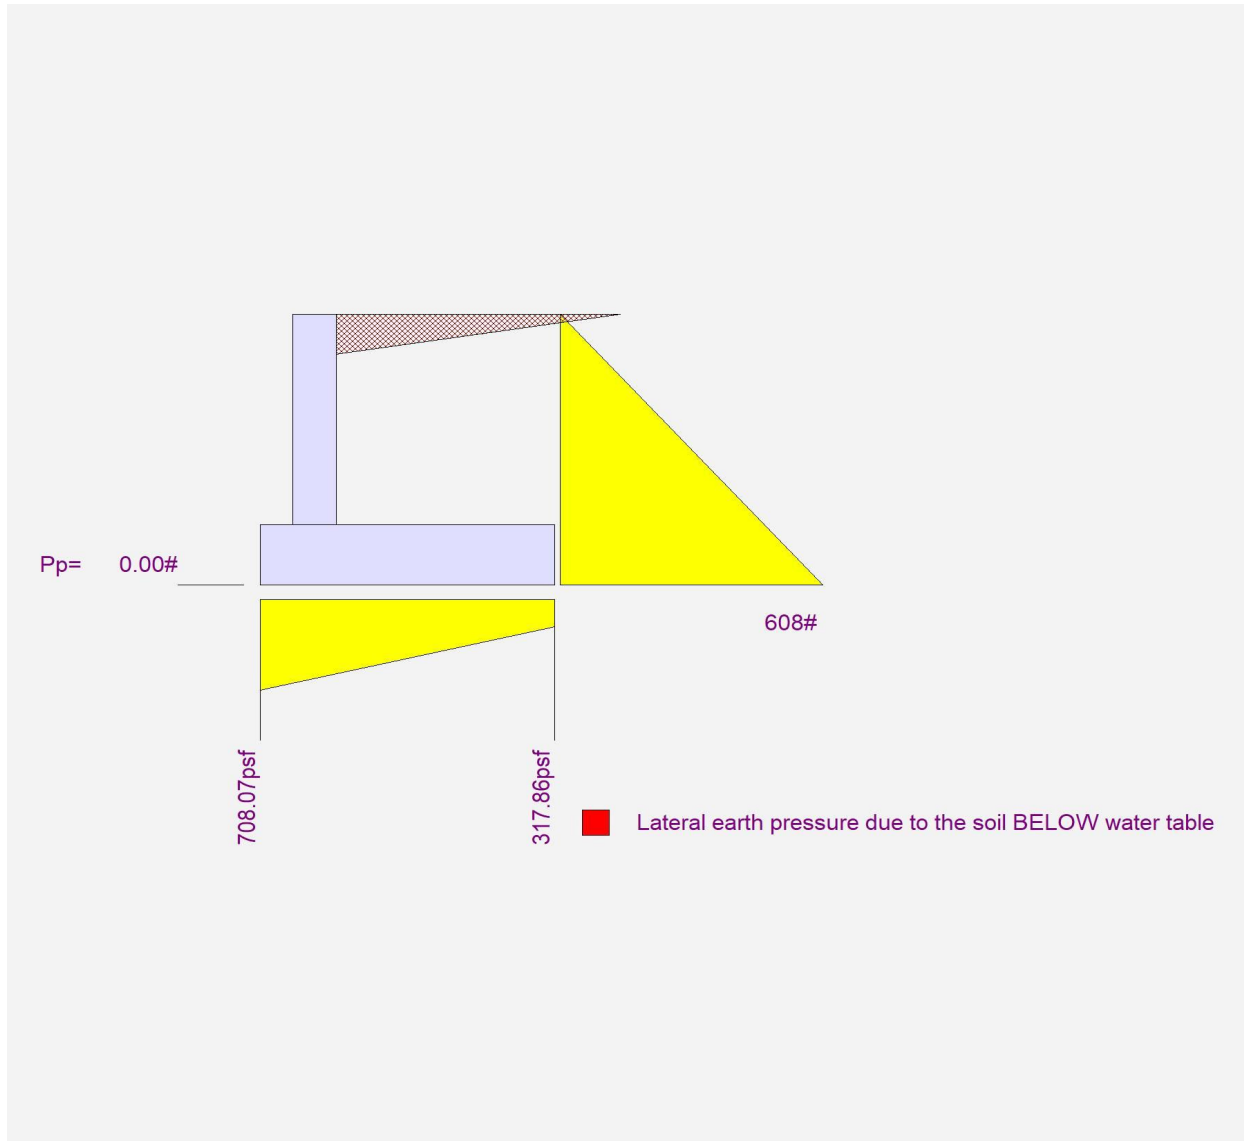 Pp= 0.00#
608#
708.07psf
317.86psf
Lateral earth pressure due to the soil BELOW water table